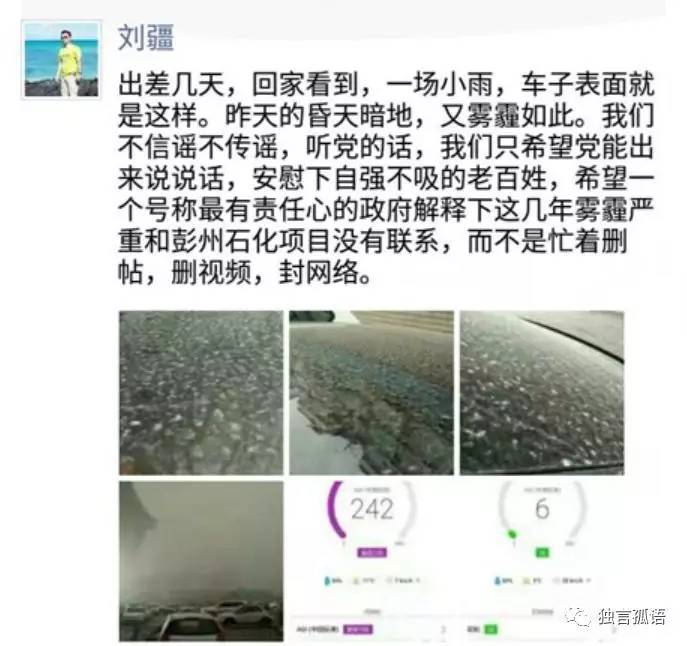 刘疆
出差几天，回家看到，一场小雨，车子表面就
是这样。昨天的昏天暗地，又雾霾如此。我们
不信谣不传谣，听党的话，我们只希望党能出
来说说话，安慰下自强不吸的老百姓，希望一
个号称最有责任心的政府解释下这几年雾霾严
重和彭州石化项目没有联系，而不是忙着删
帖，删视频，封网络。
242
6
独言孤语